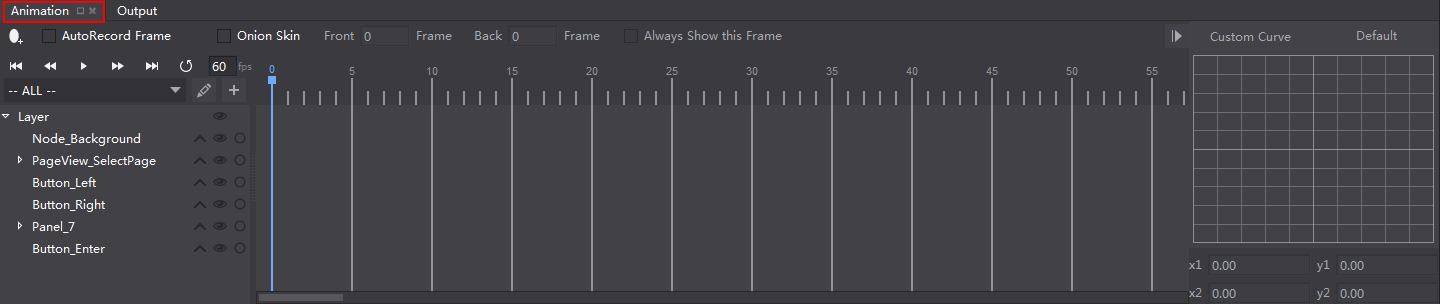 Animation Output
AutoRecord Frame Onion Skin Front 0 Frame Back 0 Frame Always Show this Frame Custom Curve Default
60 fps 0 5 10 15 20 25 30 35 40 45 50 55
-- ALL --
Layer
Node_Background
PageView_SelectPage
Button_Left
Button_Right
Panel_7
Button_Enter
x1 0.00 y1 0.00
x2 0.00 y2 0.00